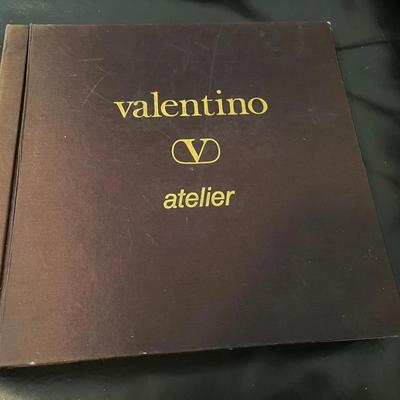 valentino
V
atelier